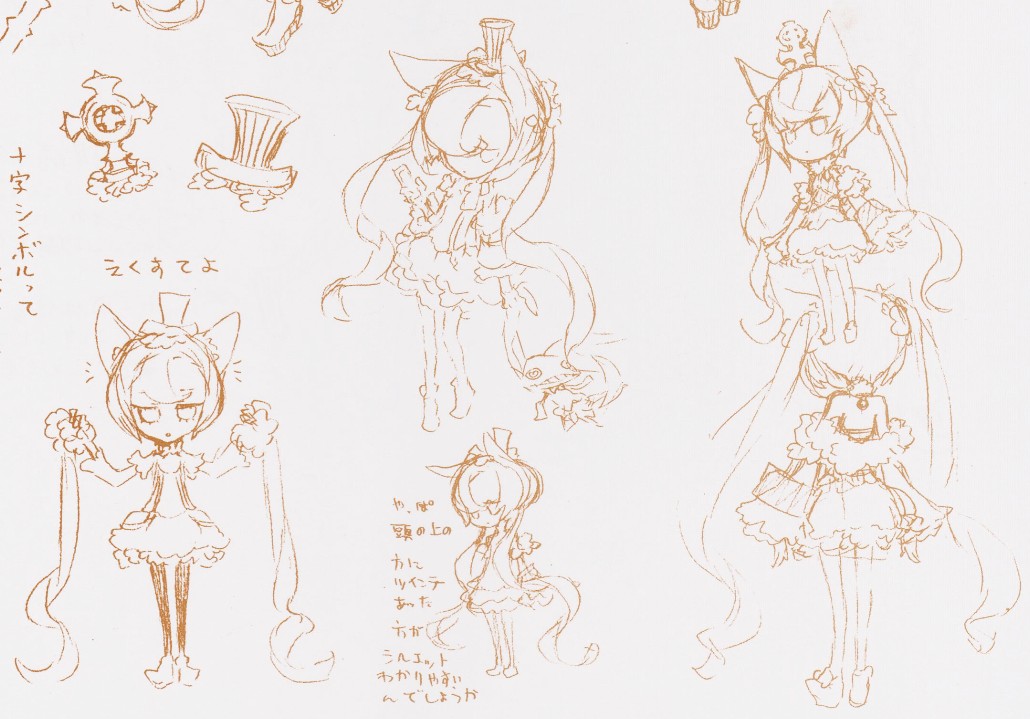 十字シンボルって
えくすてよ
や、ぱ
頭の上の
方に
ツインテ
あった
方が
シルエット
わかりやすい
んでしょうか